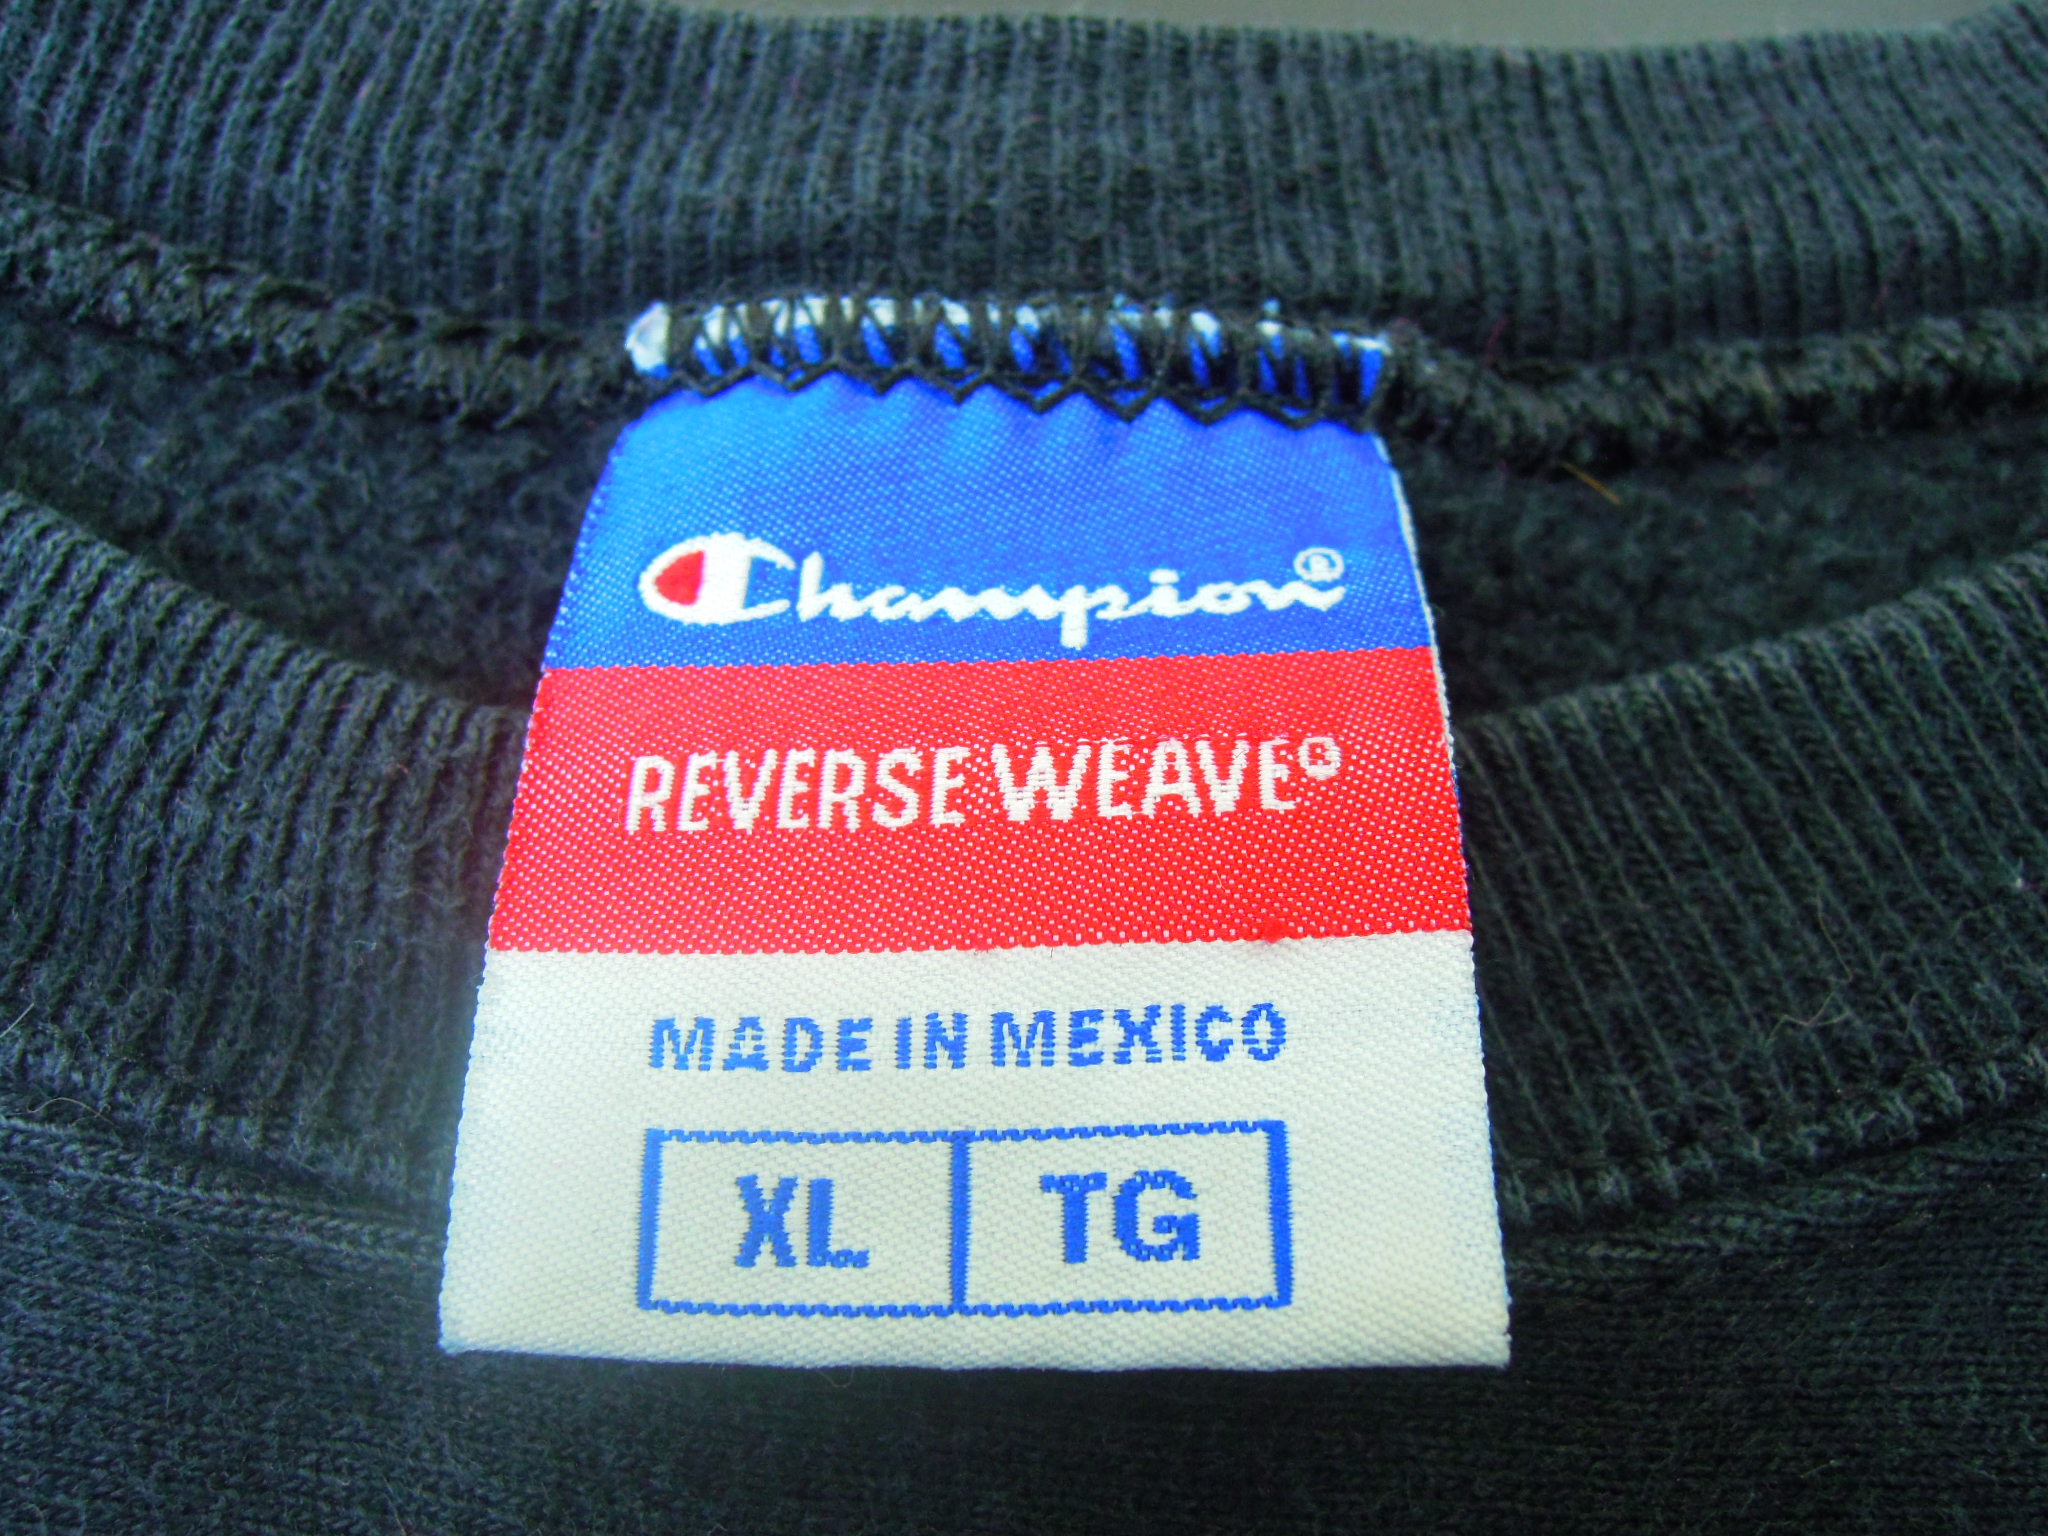 Champion®
REVERSE WEAVE®
MADE IN MEXICO
XL TG